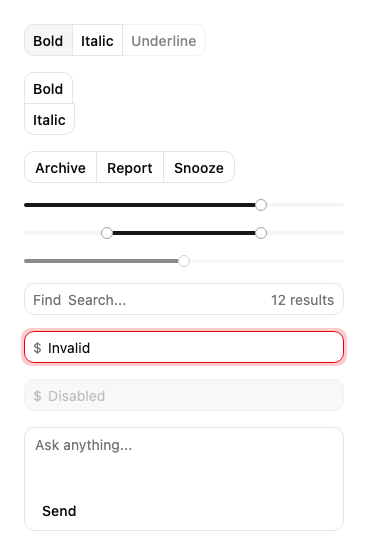 Bold Italic Underline
Bold
Italic
Archive Report Snooze
Find Search... 12 results
$ Invalid
$ Disabled
Ask anything...
Send